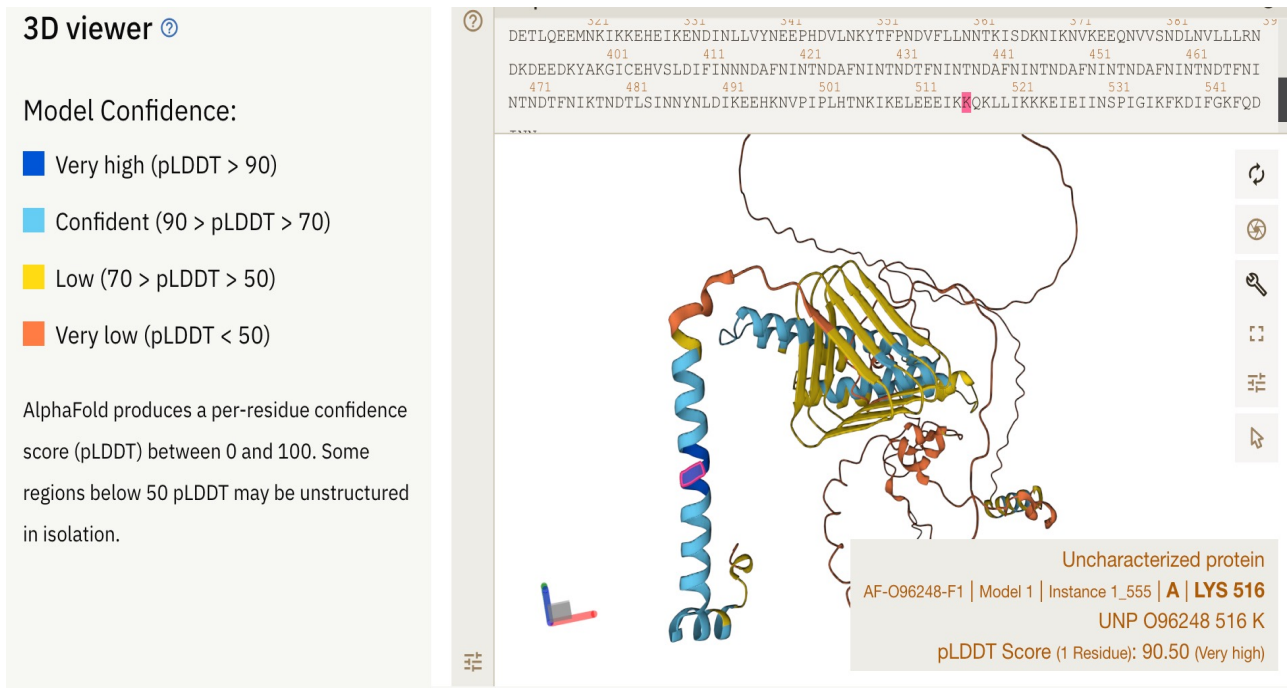 3D viewer ?
Model Confidence:
Very high (pLDDT > 90)
Confident (90 > pLDDT > 70)
Low (70 > pLDDT > 50)
Very low (pLDDT < 50)
AlphaFold produces a per-residue confidence
score (pLDDT) between 0 and 100. Some
regions below 50 pLDDT may be unstructured
in isolation.
?
321 331 341 351 361 371 381 39
DETLQEEMNKIKKEHEIKENDINLLVYNEEPHDVLNKYTFPNDVFLLNNTKISDKNIKNVKEEQNVVSNDLNVLLLRN
401 411 421 431 441 451 461
DKDEEDKYAKGICEHVSLDIFINNNDAFNINTNDAFNINTNDTFNINTNDAFNINTNDAFNINTNDAFNINTNDTFNI
471 481 491 501 511 521 531 541
NTNDTFNIKTNDTLSINNYNLDIKEEHKNVPIPLHTNKIKELEEEIKKQKLLIKKKEIEIINSPIGIKFKDIFGKFQD
Uncharacterized protein
AF-O96248-F1 | Model 1 | Instance 1_555 | A | LYS 516
UNP O96248 516 K
pLDDT Score (1 Residue): 90.50 (Very high)